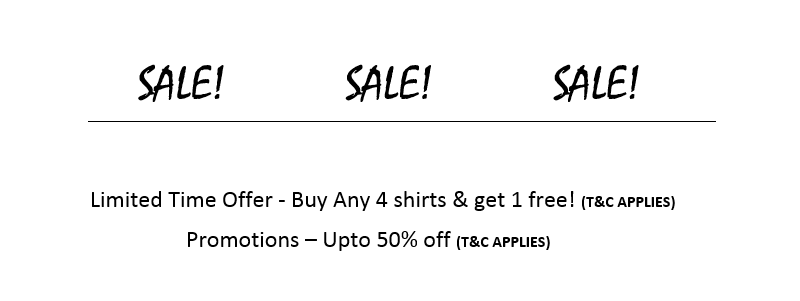 SALE! SALE! SALE!
Limited Time Offer - Buy Any 4 shirts & get 1 free! (T&C APPLIES)
Promotions – Upto 50% off (T&C APPLIES)